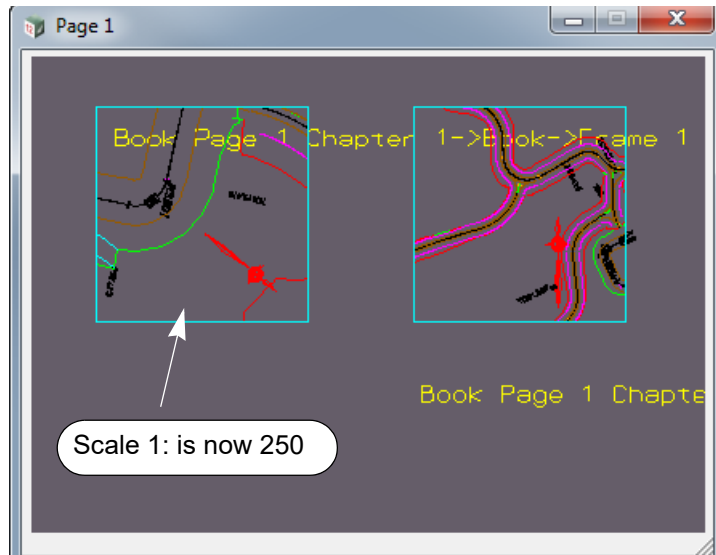 Page 1
Book Page 1 Chapter 1->Book->Frame 1
Book Page 1 Chapte
Scale 1: is now 250